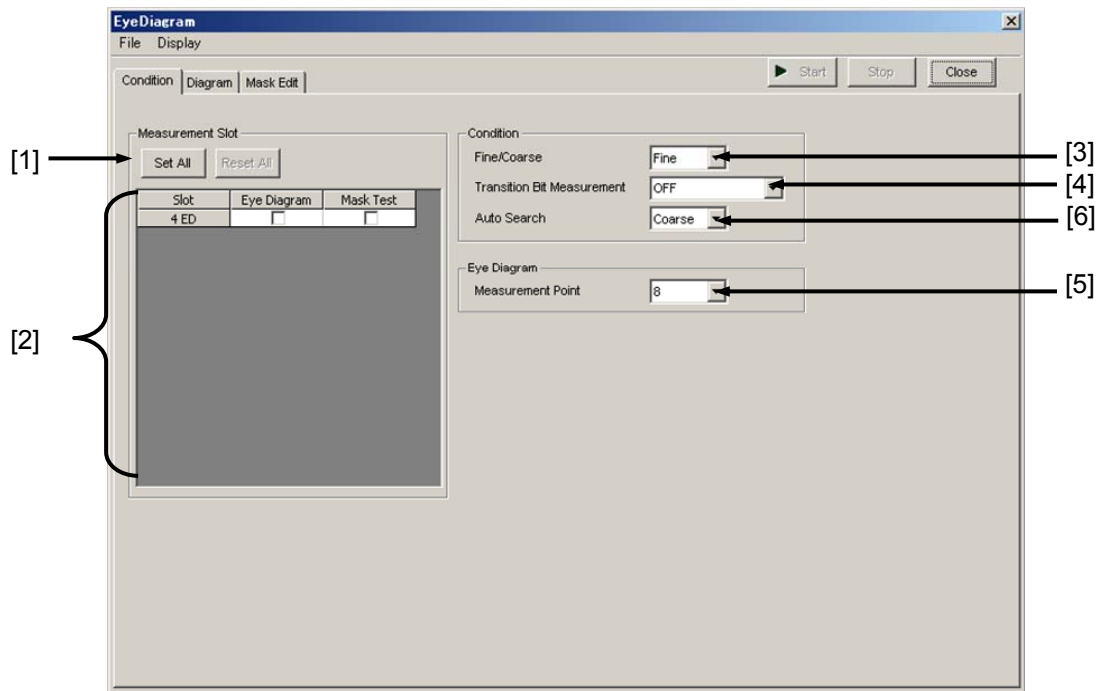 EyeDiagram
File Display
Condition Diagram Mask Edit
Start Stop Close
Measurement Slot
Set All Reset All
Slot Eye Diagram Mask Test
4 ED
Condition
Fine/Coarse Fine
Transition Bit Measurement OFF
Auto Search Coarse
Eye Diagram
Measurement Point 8
[1]
[2]
[3]
[4]
[6]
[5]